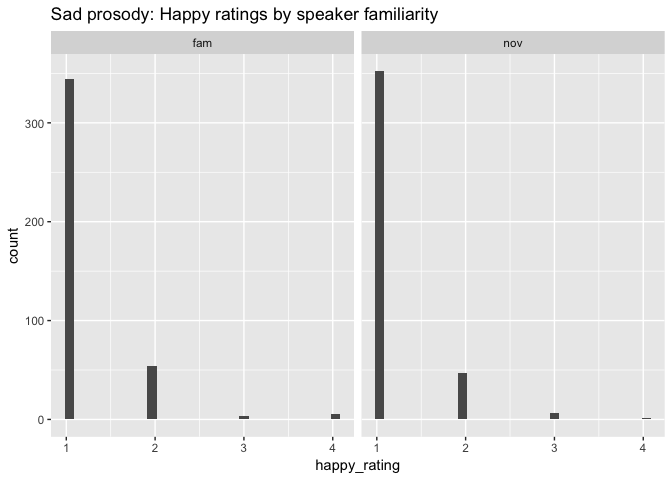 Sad prosody: Happy ratings by speaker familiarity
fam
nov
count
300
200
100
0
1 2 3 4
1 2 3 4
happy_rating